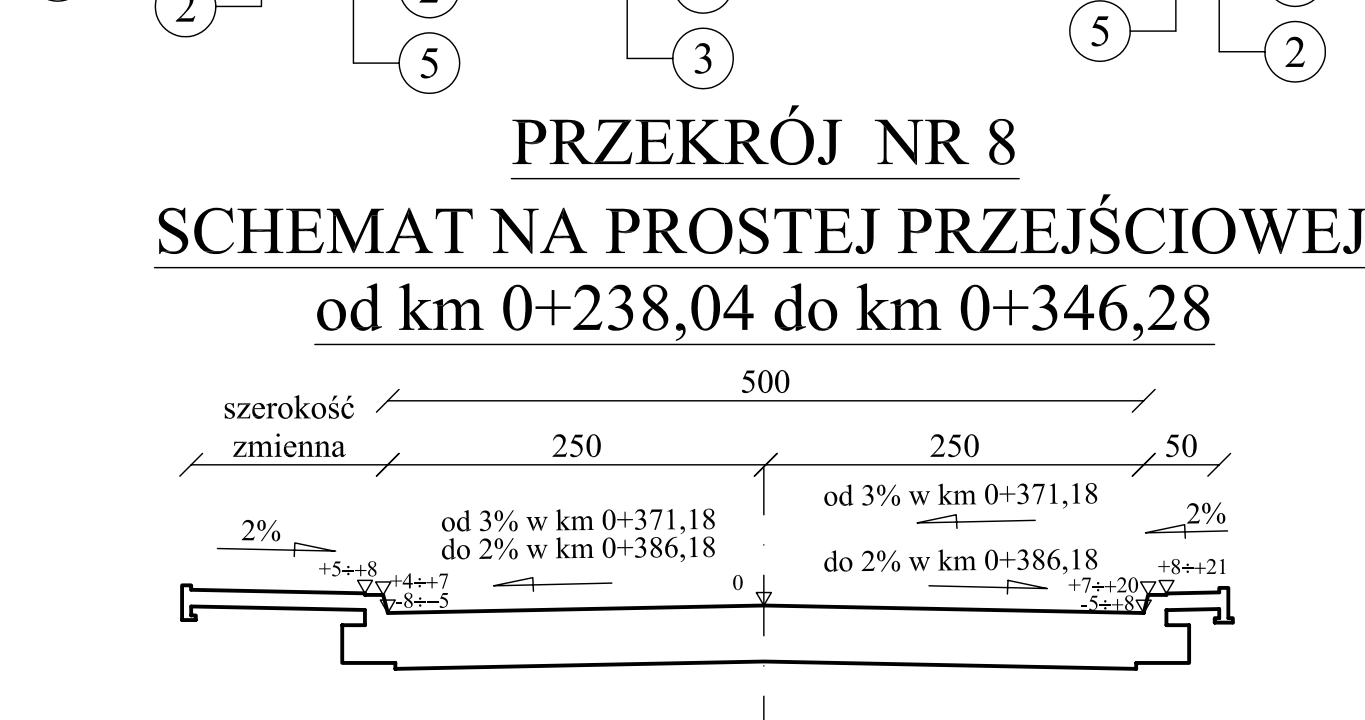 2
5
3
5
2
PRZEKRÓJ NR 8
SCHEMAT NA PROSTEJ PRZEJŚCIOWEJ
od km 0+238,04 do km 0+346,28
500
szerokość
zmienna
250
250
50
od 3% w km 0+371,18
do 2% w km 0+386,18
od 3% w km 0+371,18
do 2% w km 0+386,18
2%
2%
+5÷+8
+4÷+7
-8÷−5
0
+7÷+20
-5÷+8
+8÷+21